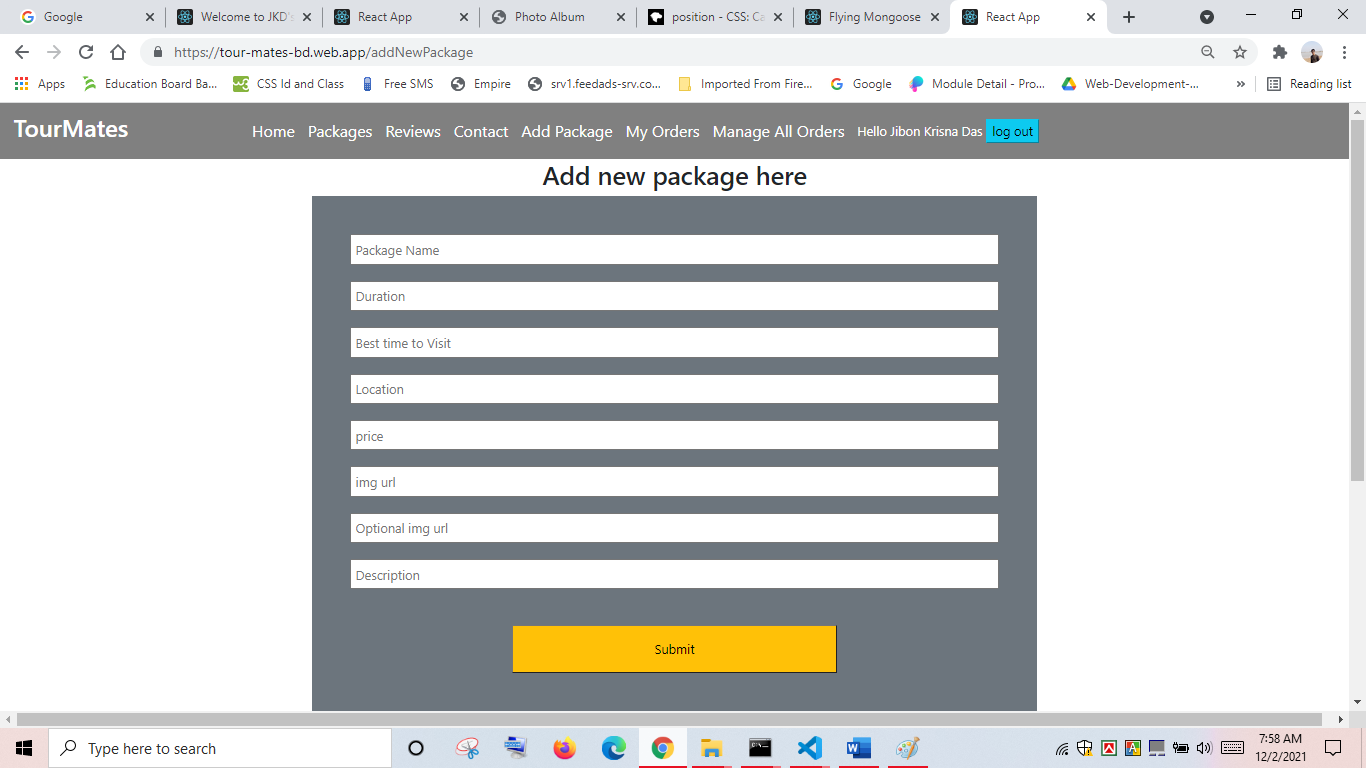 Google
Welcome to JKD's
React App
Photo Album
position - CSS: Ca
Flying Mongoose
React App
https://tour-mates-bd.web.app/addNewPackage
Apps
Education Board Ba...
CSS Id and Class
Free SMS
Empire
srv1.feedads-srv.co...
Imported From Fire...
Google
Module Detail - Pro...
Web-Development-...
»
Reading list
TourMates
Home Packages Reviews Contact Add Package My Orders Manage All Orders Hello Jibon Krisna Das log out
Add new package here
Package Name
Duration
Best time to Visit
Location
price
img url
Optional img url
Description
Submit
Type here to search
7:58 AM
12/2/2021